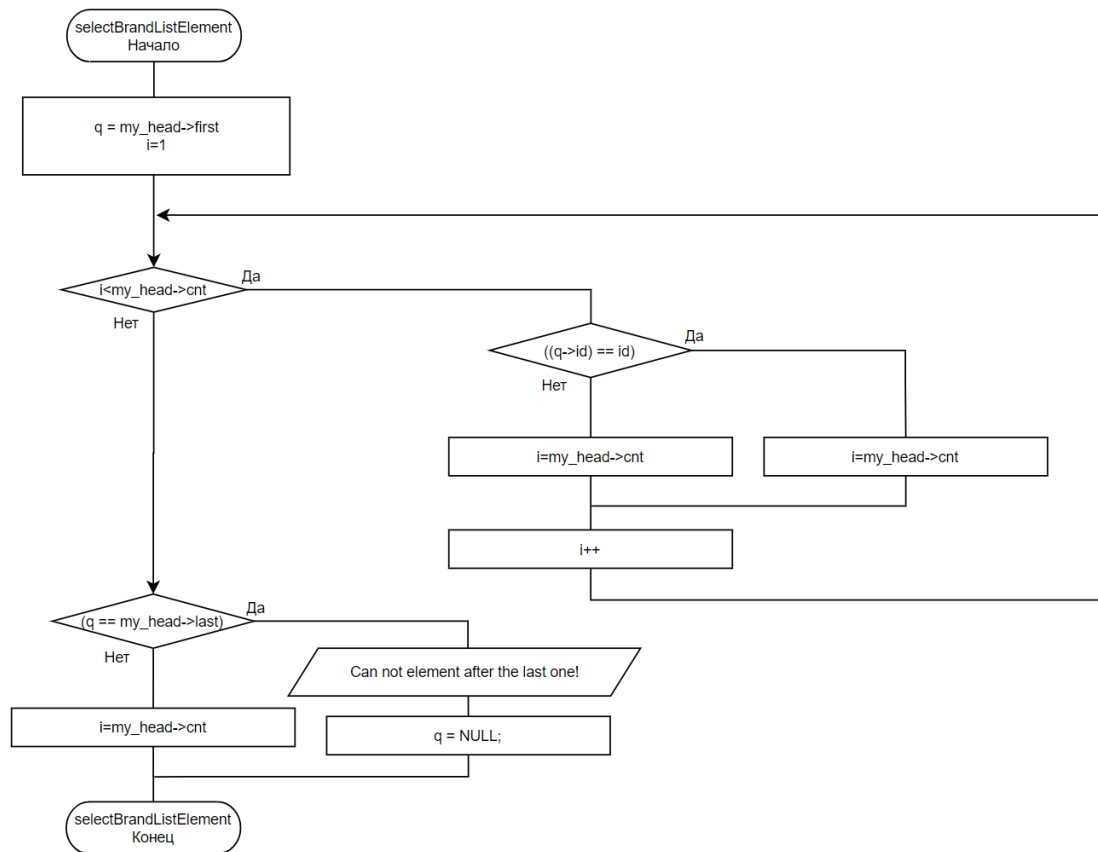 selectBrandListElement
Начало
q = my_head->first
i=1
i<my_head->cnt
Да
Нет
((q->id) == id)
Да
Нет
i=my_head->cnt
i=my_head->cnt
i++
(q == my_head->last)
Да
Нет
Can not element after the last one!
i=my_head->cnt
q = NULL;
selectBrandListElement
Конец